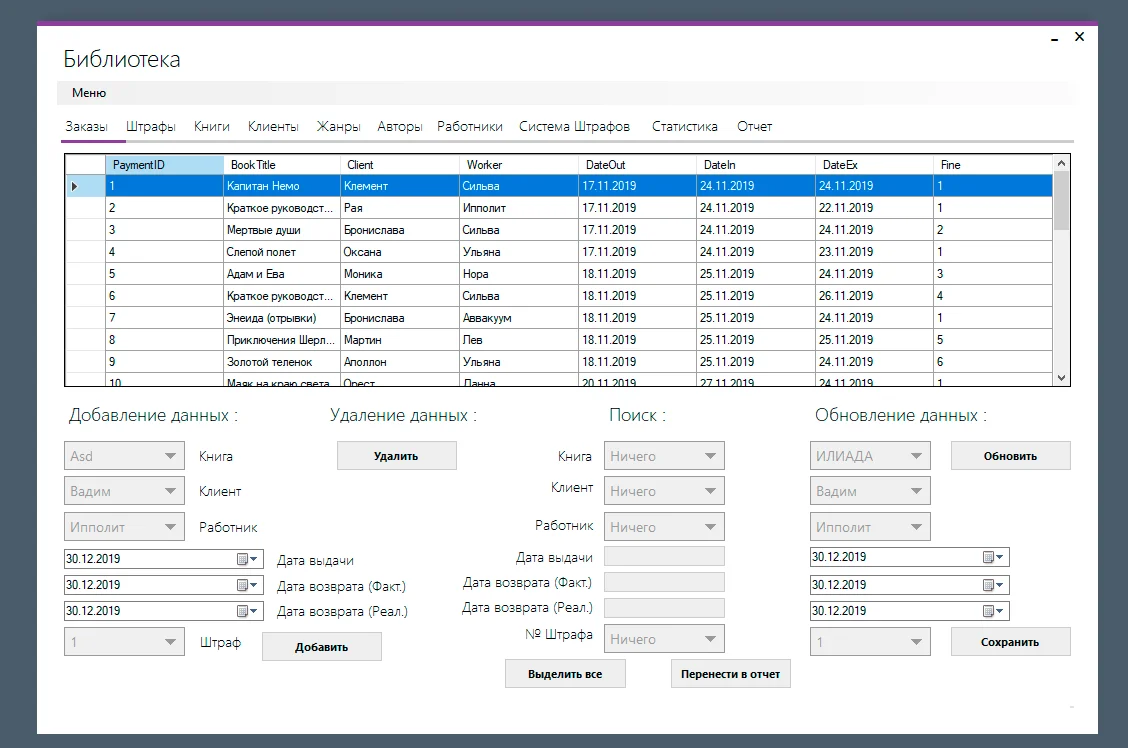 Библиотека
Меню
Заказы Штрафы Книги Клиенты Жанры Авторы Работники Система Штрафов Статистика Отчет
PaymentID BookTitle Client Worker DateOut DateIn DateEx Fine
1 Капитан Немо Клемент Сильва 17.11.2019 24.11.2019 24.11.2019 1
2 Краткое руководст... Рая Ипполит 17.11.2019 24.11.2019 22.11.2019 1
3 Мертвые души Бронислава Сильва 17.11.2019 24.11.2019 24.11.2019 2
4 Слепой полет Оксана Ульяна 17.11.2019 24.11.2019 23.11.2019 1
5 Адам и Ева Моника Нора 18.11.2019 25.11.2019 24.11.2019 3
6 Краткое руководст... Клемент Сильва 18.11.2019 25.11.2019 26.11.2019 4
7 Энеида (отрывки) Бронислава Аввакуум 18.11.2019 25.11.2019 24.11.2019 1
8 Приключения Шерл... Мартин Лев 18.11.2019 25.11.2019 25.11.2019 5
9 Золотой теленок Аполлон Ульяна 18.11.2019 25.11.2019 24.11.2019 6
10 Маяк на краю света Орест Данна 20.11.2019 27.11.2019 24.11.2019 1
Добавление данных : Удаление данных : Поиск : Обновление данных :
Asd Книга Удалить Книга Ничего ИЛИАДА Обновить
Вадим Клиент Клиент Ничего Вадим
Ипполит Работник Работник Ничего Ипполит
30.12.2019 Дата выдачи Дата выдачи 30.12.2019
30.12.2019 Дата возврата (Факт.) Дата возврата (Факт.) 30.12.2019
30.12.2019 Дата возврата (Реал.) Дата возврата (Реал.) 30.12.2019
1 Штраф Добавить № Штрафа Ничего 1 Сохранить
Выделить все Перенести в отчет